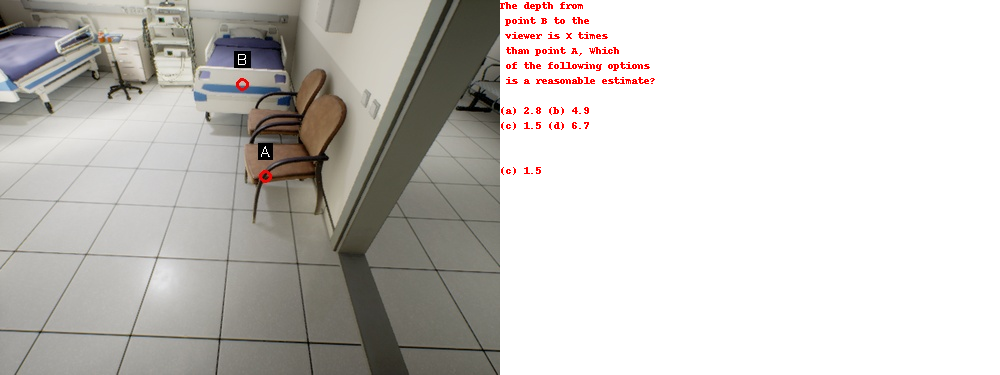 B
A
The depth from
point B to the
viewer is X times
than point A, Which
of the following options
is a reasonable estimate?
(a) 2.8 (b) 4.9
(c) 1.5 (d) 6.7
(c) 1.5